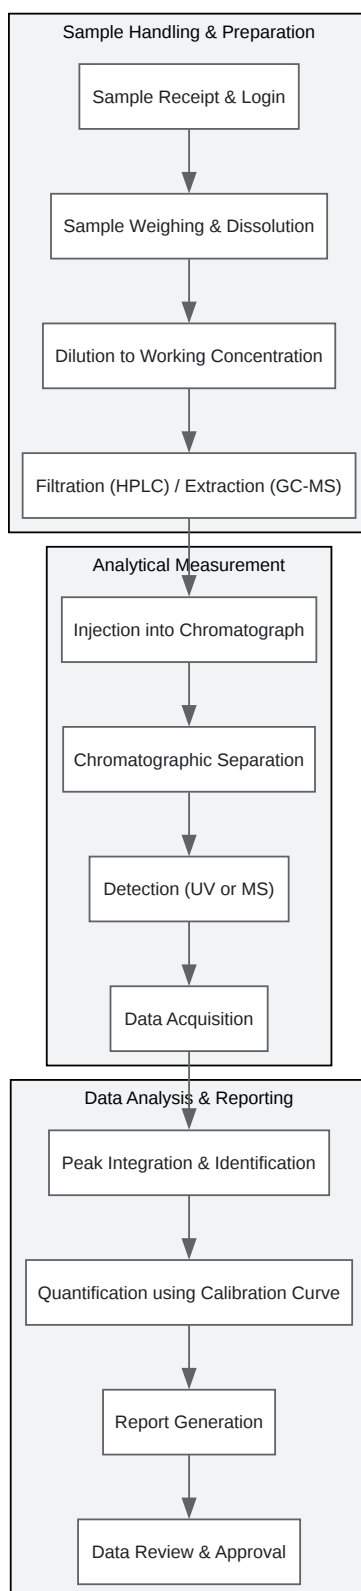 Sample Handling & Preparation
Sample Receipt & Login
Sample Weighing & Dissolution
Dilution to Working Concentration
Filtration (HPLC) / Extraction (GC-MS)
Analytical Measurement
Injection into Chromatograph
Chromatographic Separation
Detection (UV or MS)
Data Acquisition
Data Analysis & Reporting
Peak Integration & Identification
Quantification using Calibration Curve
Report Generation
Data Review & Approval